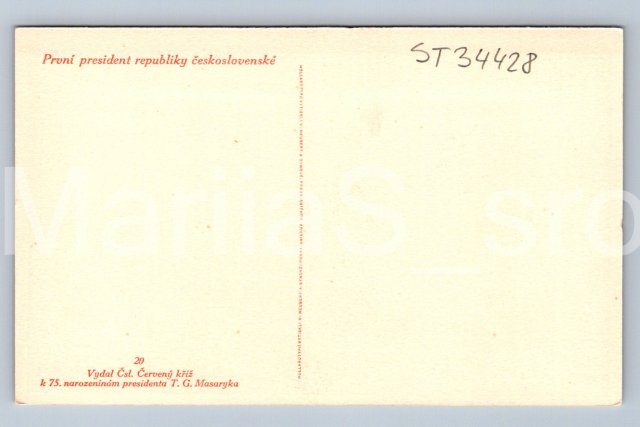 První president republiky československé
ST34428
MariiaS_sro
20
Vydal Čsl. Červený kříž
k 75. narozeninám presidenta T. G. Masaryka